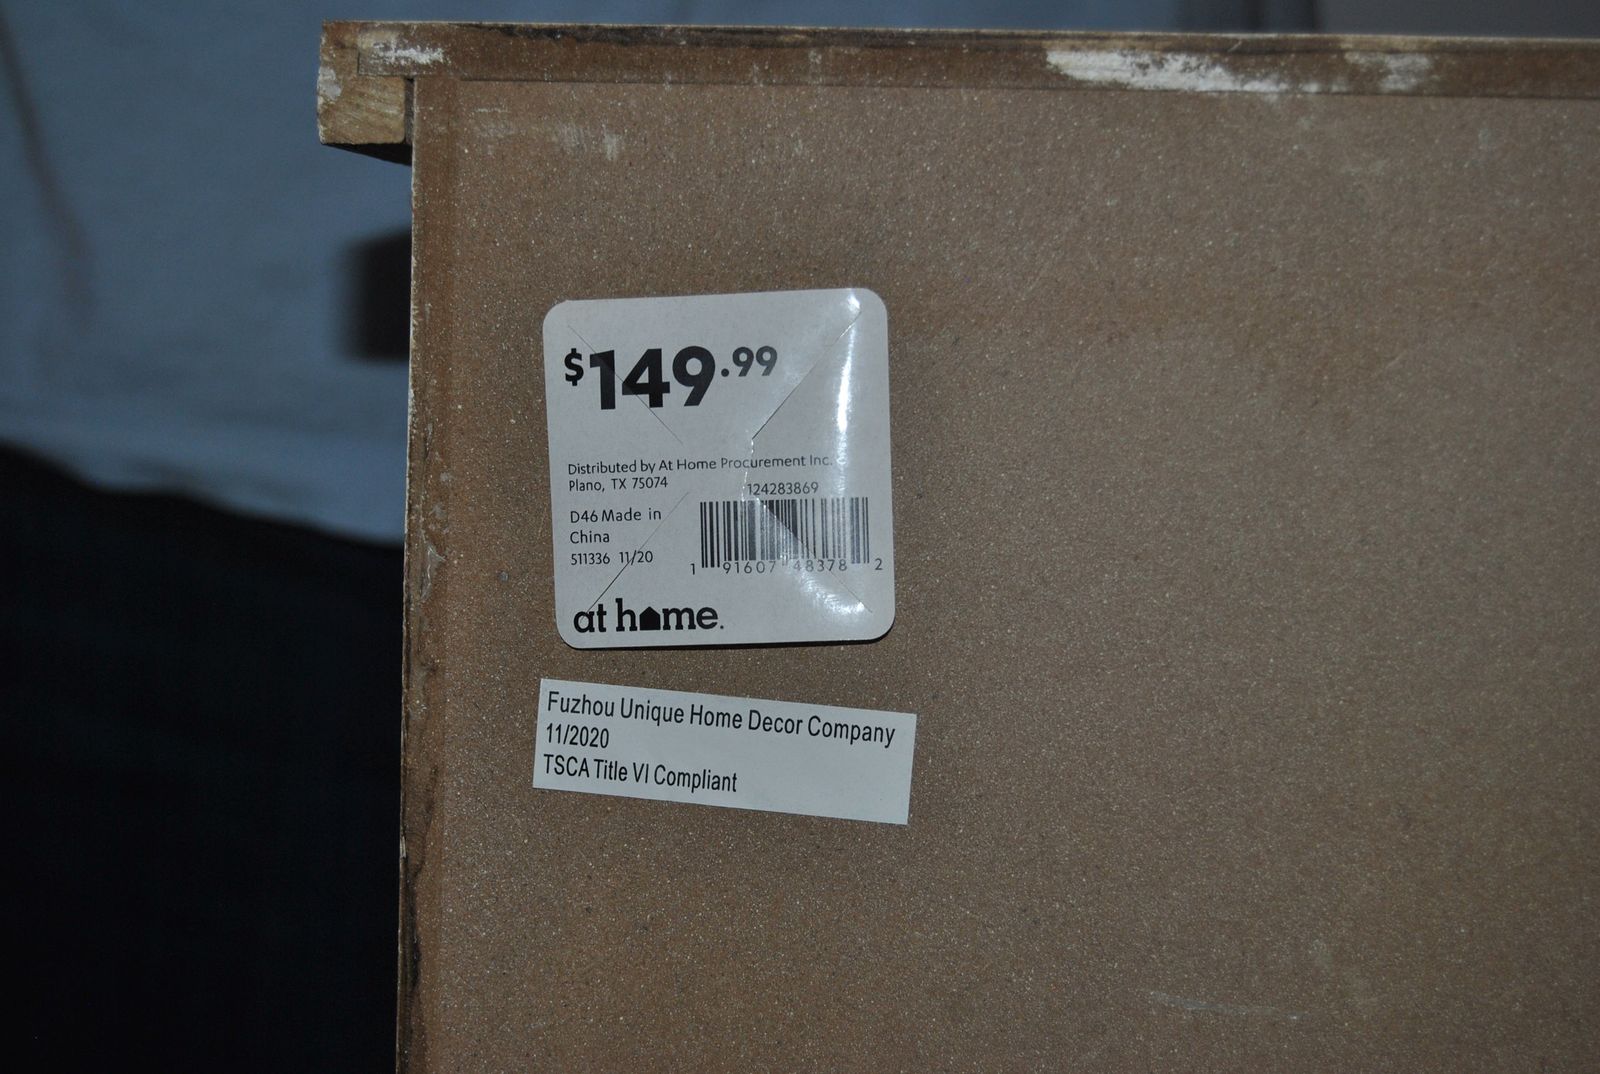 $149.99
Distributed by At Home Procurement Inc.
Plano, TX 75074
124283869
D46 Made in
China
511336 11/20
1 91607 48378 2
at home.
Fuzhou Unique Home Decor Company
11/2020
TSCA Title VI Compliant